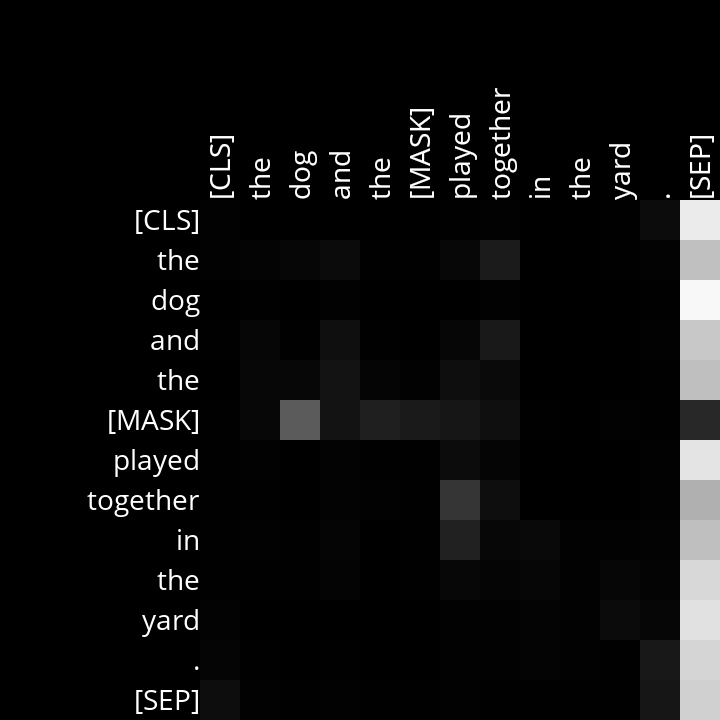 [CLS] the dog and the [MASK] played together in the yard . [SEP]
[CLS]
the
dog
and
the
[MASK]
played
together
in
the
yard
.
[SEP]